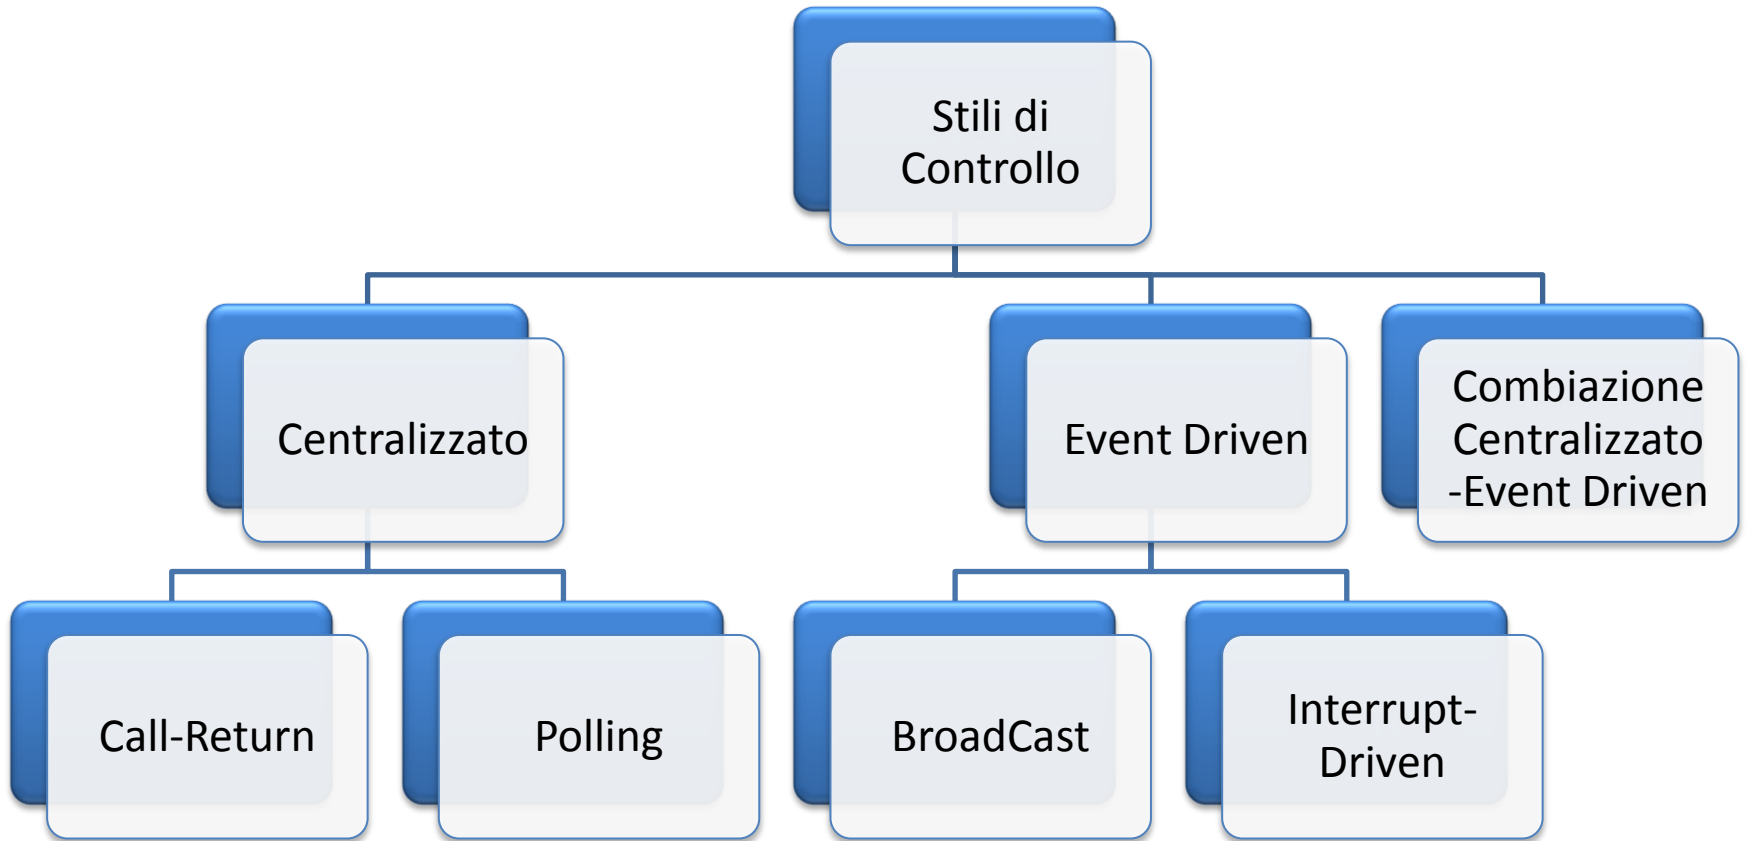 Stili di
Controllo
Centralizzato
Event Driven
Combiazione
Centralizzato
-Event Driven
Call-Return
Polling
BroadCast
Interrupt-
Driven